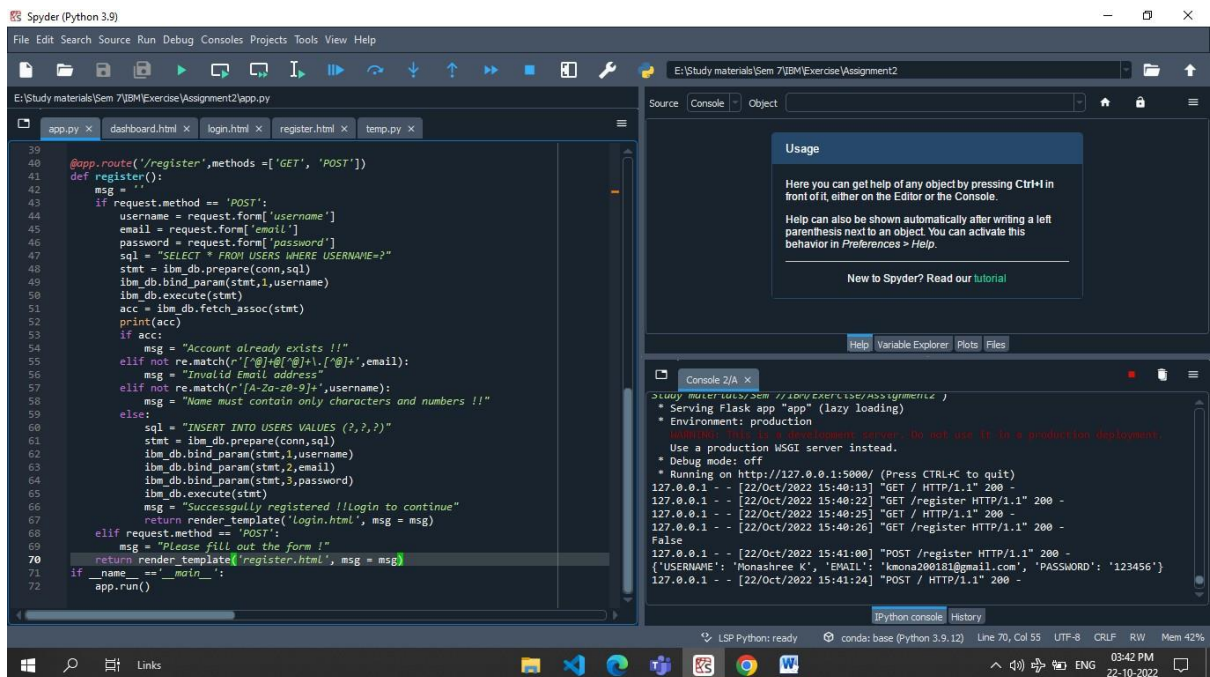 Spyder (Python 3.9)
File Edit Search Source Run Debug Consoles Projects Tools View Help
E:\Study materials\Sem 7\IBM\Exercise\Assignment2
E:\Study materials\Sem 7\IBM\Exercise\Assignment2\app.py
app.py dashboard.html login.html register.html temp.py
39
40 @app.route('/register',methods =['GET', 'POST'])
41 def register():
42 msg = ''
43 if request.method == 'POST':
44 username = request.form['username']
45 email = request.form['email']
46 password = request.form['password']
47 sql = "SELECT * FROM USERS WHERE USERNAME=?"
48 stmt = ibm_db.prepare(conn,sql)
49 ibm_db.bind_param(stmt,1,username)
50 ibm_db.execute(stmt)
51 acc = ibm_db.fetch_assoc(stmt)
52 print(acc)
53 if acc:
54 msg = "Account already exists !!"
55 elif not re.match(r'[^@]+@[^@]+\.[^@]+',email):
56 msg = "Invalid Email address"
57 elif not re.match(r'[A-Za-z0-9]+',username):
58 msg = "Name must contain only characters and numbers !!"
59 else:
60 sql = "INSERT INTO USERS VALUES (?,?,?)"
61 stmt = ibm_db.prepare(conn,sql)
62 ibm_db.bind_param(stmt,1,username)
63 ibm_db.bind_param(stmt,2,email)
64 ibm_db.bind_param(stmt,3,password)
65 ibm_db.execute(stmt)
66 msg = "Successgully registered !!Login to continue"
67 return render_template('login.html', msg = msg)
68 elif request.method == 'POST':
69 msg = "Please fill out the form !"
70 return render_template('register.html', msg = msg)
71 if __name__ =='__main__':
72 app.run()
Source Console Object
Usage
Here you can get help of any object by pressing Ctrl+I in
front of it, either on the Editor or the Console.
Help can also be shown automatically after writing a left
parenthesis next to an object. You can activate this
behavior in Preferences > Help.
New to Spyder? Read our tutorial
Help Variable Explorer Plots Files
Console 2/A
Study materials/Sem 7/IBM/Exercise/Assignment2')
* Serving Flask app "app" (lazy loading)
* Environment: production
WARNING: This is a development server. Do not use it in a production deployment.
Use a production WSGI server instead.
* Debug mode: off
* Running on http://127.0.0.1:5000/ (Press CTRL+C to quit)
127.0.0.1 - - [22/Oct/2022 15:40:13] "GET / HTTP/1.1" 200 -
127.0.0.1 - - [22/Oct/2022 15:40:22] "GET /register HTTP/1.1" 200 -
127.0.0.1 - - [22/Oct/2022 15:40:25] "GET / HTTP/1.1" 200 -
127.0.0.1 - - [22/Oct/2022 15:40:26] "GET /register HTTP/1.1" 200 -
False
127.0.0.1 - - [22/Oct/2022 15:41:00] "POST /register HTTP/1.1" 200 -
{'USERNAME': 'Monashree K', 'EMAIL': 'kmona200181@gmail.com', 'PASSWORD': '123456'}
127.0.0.1 - - [22/Oct/2022 15:41:24] "POST / HTTP/1.1" 200 -
IPython console History
LSP Python: ready conda: base (Python 3.9.12) Line 70, Col 55 UTF-8 CRLF RW Mem 42%
Links
ENG
03:42 PM
22-10-2022